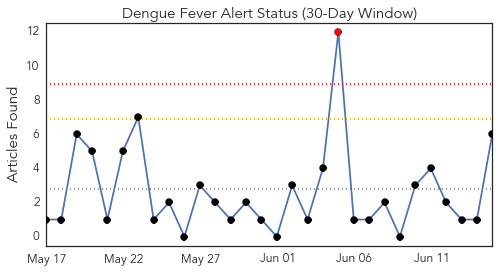 Dengue Fever Alert Status (30-Day Window)
Articles Found
12
10
8
6
4
2
0
May 17
May 22
May 27
Jun 01
Jun 06
Jun 11